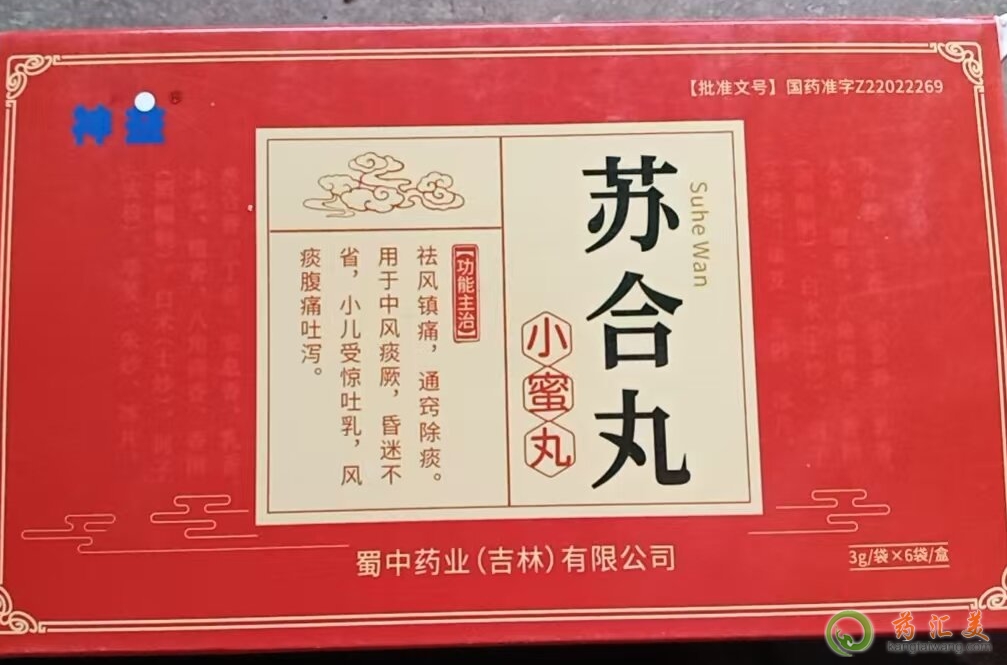 【批准文号】国药准字Z22022269
苏合丸
Suhe Wan
小蜜丸
【功能主治】
祛风镇痛，通窍除痰。
用于中风痰厥，昏迷不
省，小儿受惊吐乳，风
痰腹痛吐泻。
蜀中药业（吉林）有限公司
3g/袋×6袋/盒
药汇美
kangtaiwang.com